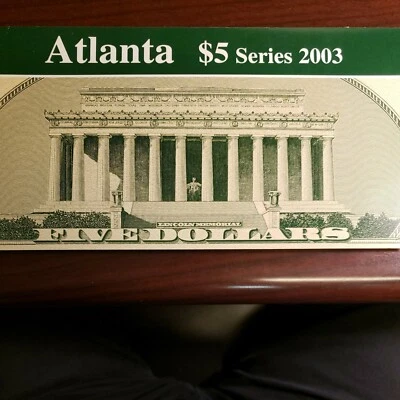 Atlanta $5 Series 2003
LINCOLN MEMORIAL
FIVE DOLLARS